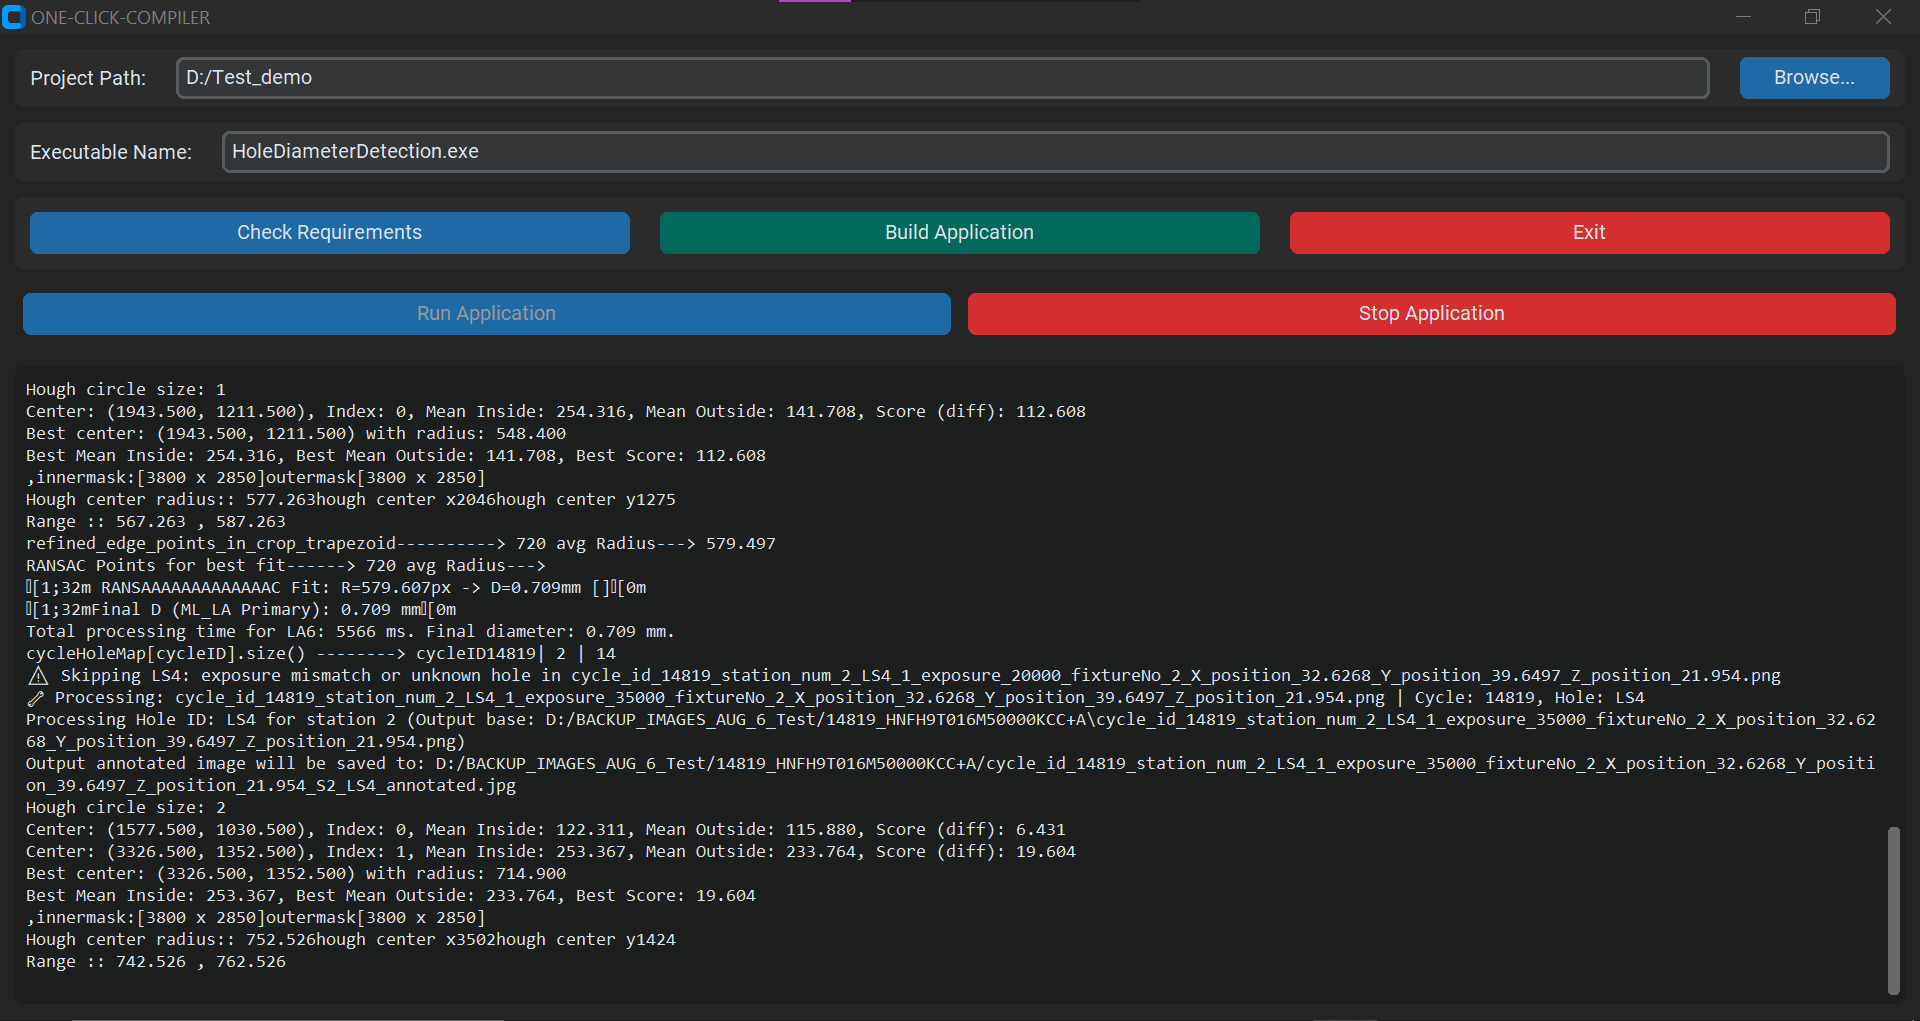 ONE-CLICK-COMPILER
Project Path:
D:/Test_demo
Browse...
Executable Name:
HoleDiameterDetection.exe
Check Requirements
Build Application
Exit
Run Application
Stop Application
Hough circle size: 1
Center: (1943.500, 1211.500), Index: 0, Mean Inside: 254.316, Mean Outside: 141.708, Score (diff): 112.608
Best center: (1943.500, 1211.500) with radius: 548.400
Best Mean Inside: 254.316, Best Mean Outside: 141.708, Best Score: 112.608
,innermask:[3800 x 2850]outermask[3800 x 2850]
Hough center radius:: 577.263hough center x2046hough center y1275
Range :: 567.263 , 587.263
refined_edge_points_in_crop_trapezoid----------> 720 avg Radius---> 579.497
RANSAC Points for best fit------> 720 avg Radius--->
[1;32m RANSAAAAAAAAAAAAAC Fit: R=579.607px -> D=0.709mm [][0m
[1;32mFinal D (ML_LA Primary): 0.709 mm[0m
Total processing time for LA6: 5566 ms. Final diameter: 0.709 mm.
cycleHoleMap[cycleID].size() --------> cycleID14819| 2 | 14
⚠ Skipping LS4: exposure mismatch or unknown hole in cycle_id_14819_station_num_2_LS4_1_exposure_20000_fixtureNo_2_X_position_32.6268_Y_position_39.6497_Z_position_21.954.png
Processing: cycle_id_14819_station_num_2_LS4_1_exposure_35000_fixtureNo_2_X_position_32.6268_Y_position_39.6497_Z_position_21.954.png | Cycle: 14819, Hole: LS4
Processing Hole ID: LS4 for station 2 (Output base: D:/BACKUP_IMAGES_AUG_6_Test/14819_HNFH9T016M50000KCC+A\cycle_id_14819_station_num_2_LS4_1_exposure_35000_fixtureNo_2_X_position_32.62
68_Y_position_39.6497_Z_position_21.954.png)
Output annotated image will be saved to: D:/BACKUP_IMAGES_AUG_6_Test/14819_HNFH9T016M50000KCC+A/cycle_id_14819_station_num_2_LS4_1_exposure_35000_fixtureNo_2_X_position_32.6268_Y_positi
on_39.6497_Z_position_21.954_S2_LS4_annotated.jpg
Hough circle size: 2
Center: (1577.500, 1030.500), Index: 0, Mean Inside: 122.311, Mean Outside: 115.880, Score (diff): 6.431
Center: (3326.500, 1352.500), Index: 1, Mean Inside: 253.367, Mean Outside: 233.764, Score (diff): 19.604
Best center: (3326.500, 1352.500) with radius: 714.900
Best Mean Inside: 253.367, Best Mean Outside: 233.764, Best Score: 19.604
,innermask:[3800 x 2850]outermask[3800 x 2850]
Hough center radius:: 752.526hough center x3502hough center y1424
Range :: 742.526 , 762.526